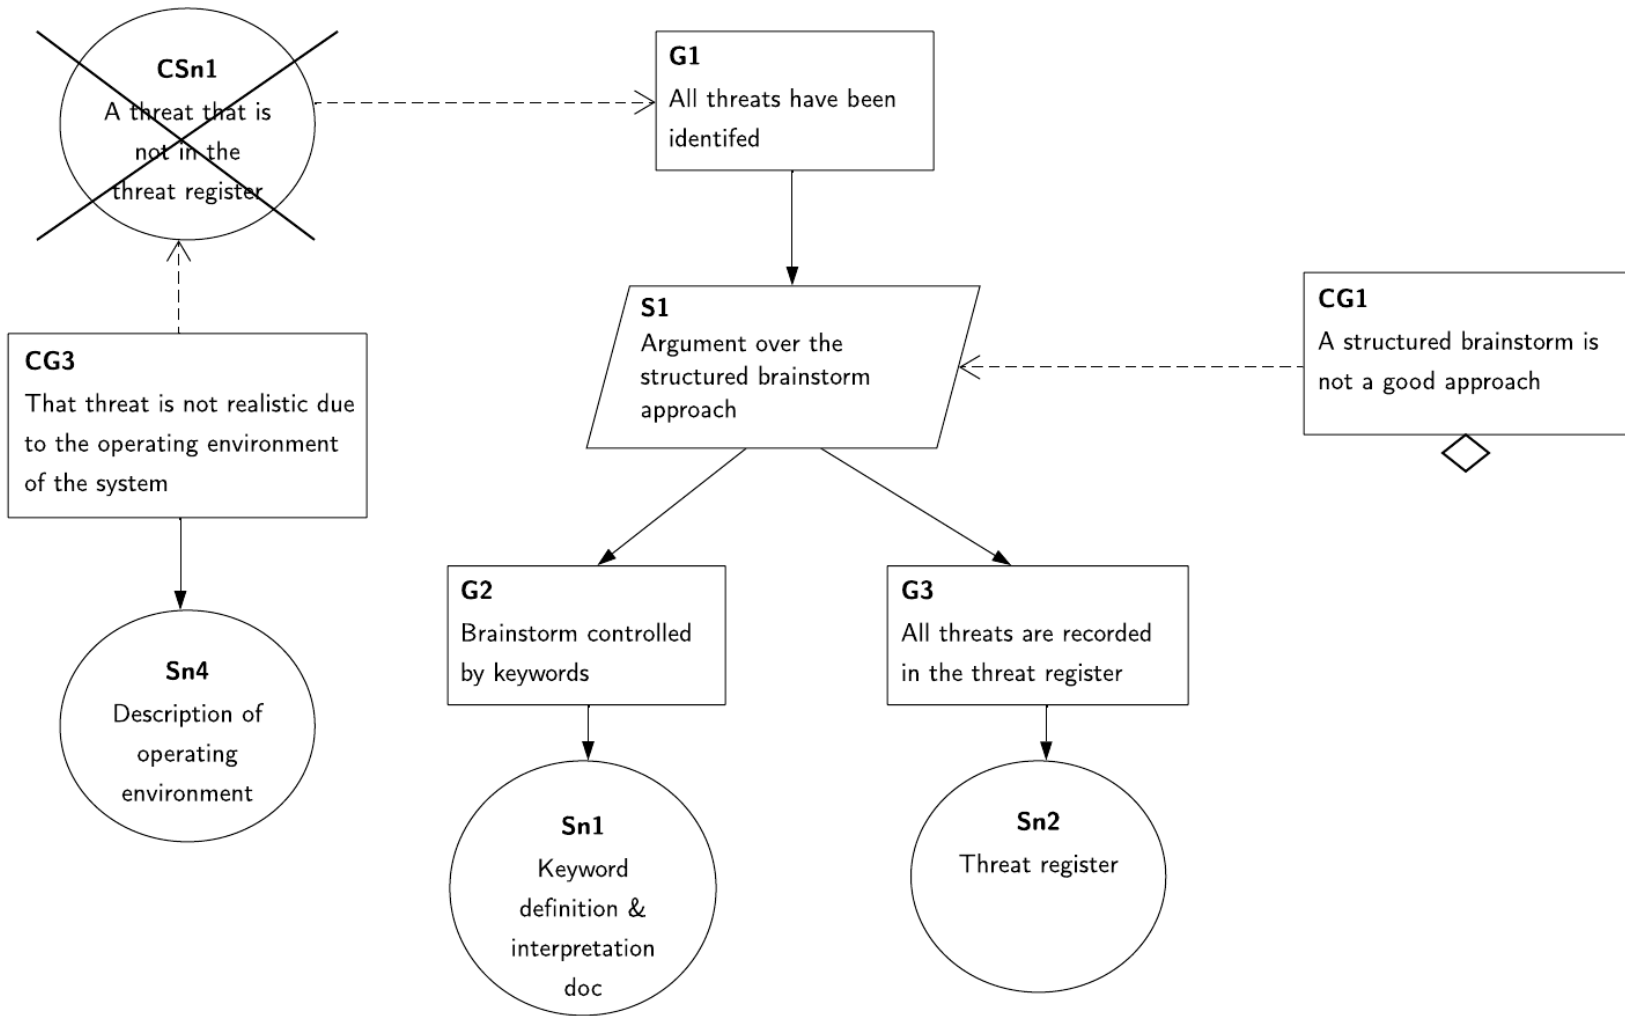 CSn1
A threat that is
not in the
threat register
G1
All threats have been
identifed
S1
Argument over the
structured brainstorm
approach
CG1
A structured brainstorm is
not a good approach
CG3
That threat is not realistic due
to the operating environment
of the system
G2
Brainstorm controlled
by keywords
G3
All threats are recorded
in the threat register
Sn4
Description of
operating
environment
Sn1
Keyword
definition &
interpretation
doc
Sn2
Threat register